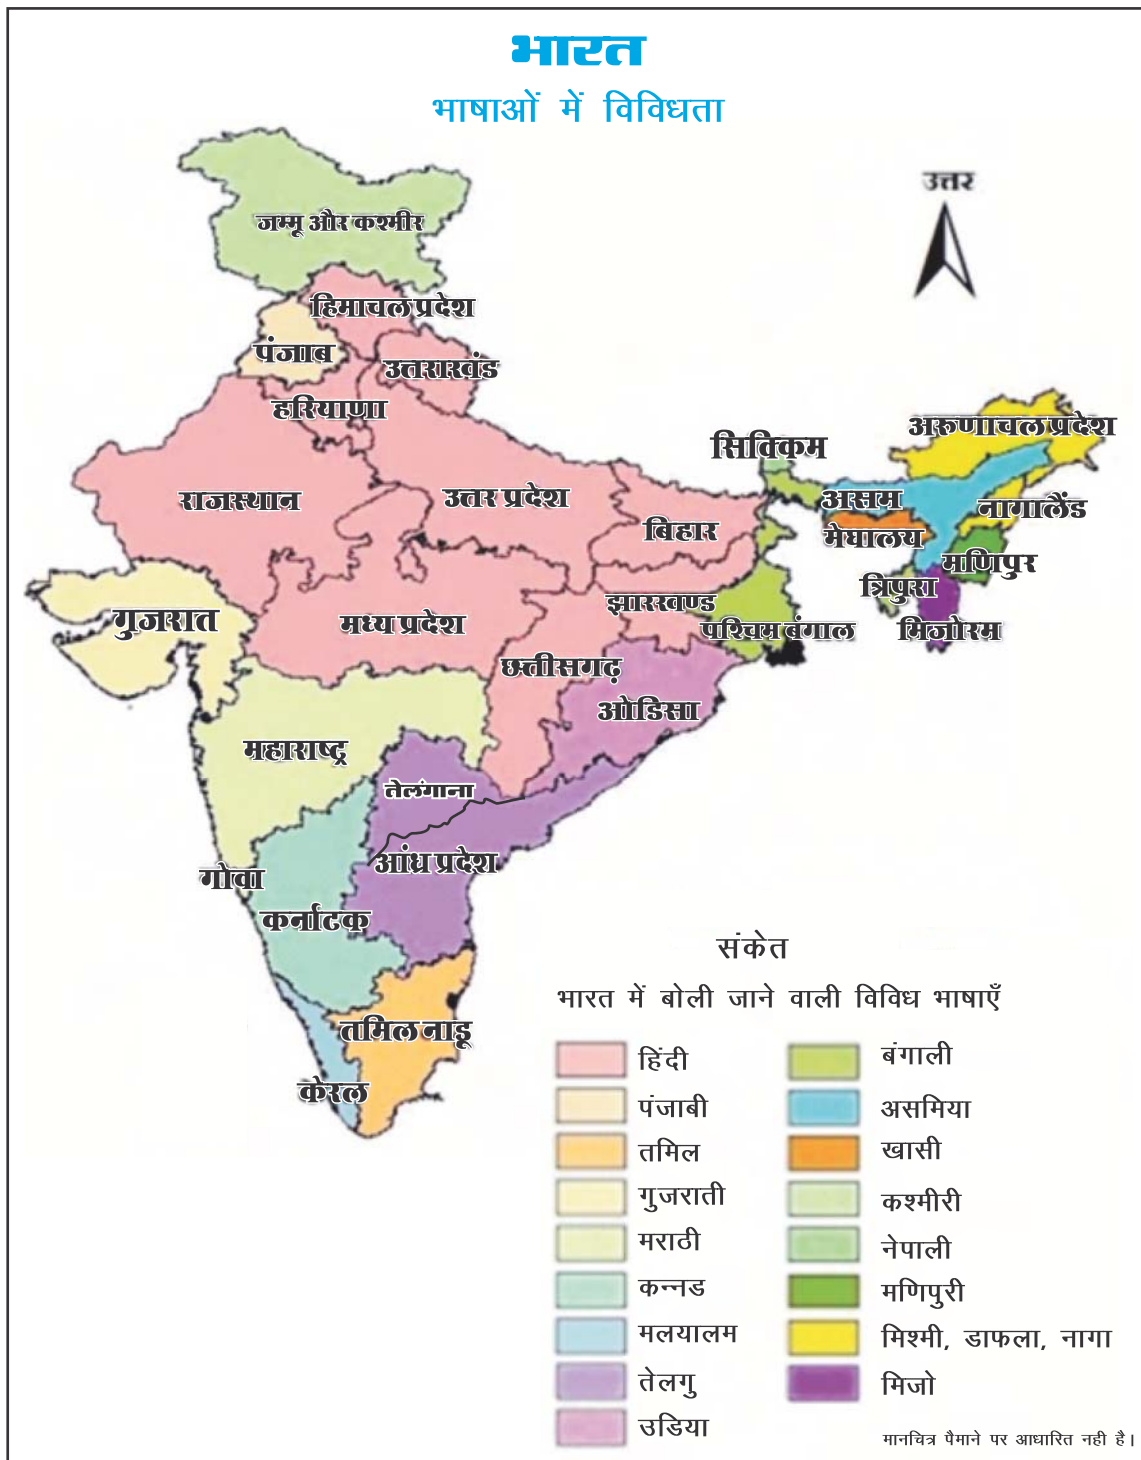 भारत
भाषाओं में विविधता
उत्तर
जम्मू और कश्मीर
हिमाचल प्रदेश
पंजाब
उत्तराखंड
हरियाणा
अरुणाचल प्रदेश
सिक्किम
राजस्थान
उत्तर प्रदेश
असम
नागालैंड
बिहार
मेघालय
मणिपुर
त्रिपुरा
गुजरात
मध्य प्रदेश
झारखण्ड
पश्चिम बंगाल
मिजोरम
छत्तीसगढ़
ओडिसा
महाराष्ट्र
तेलंगाना
आंध्र प्रदेश
गोवा
कर्नाटक
तमिल नाडू
केरल
संकेत
भारत में बोली जाने वाली विविध भाषाएँ
हिंदी
पंजाबी
तमिल
गुजराती
मराठी
कन्नड
मलयालम
तेलगु
उडिया
बंगाली
असमिया
खासी
कश्मीरी
नेपाली
मणिपुरी
मिश्मी, डाफला, नागा
मिजो
मानचित्र पैमाने पर आधारित नही है।